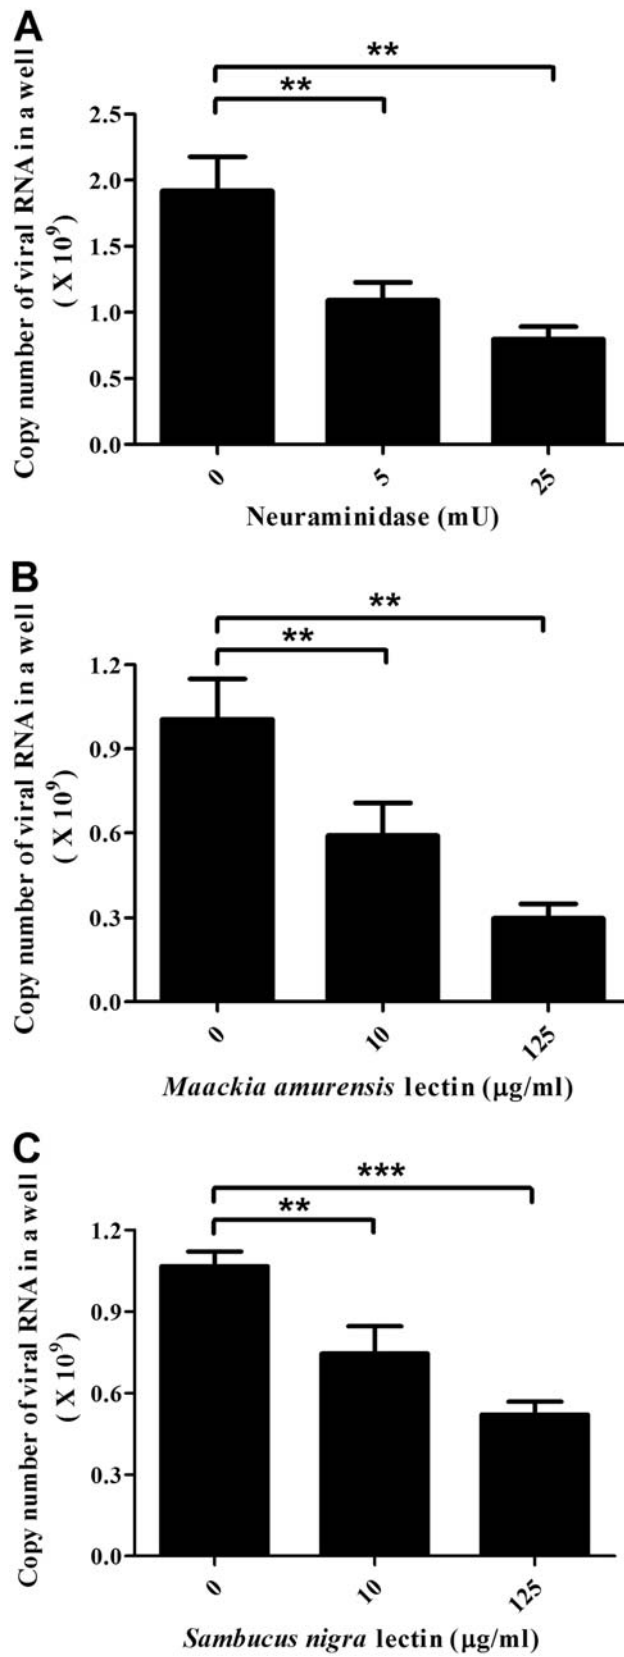 A
Copy number of viral RNA in a well
(X10⁹)
**
**
2.5
2.0
1.5
1.0
0.5
0.0
0
5
25
Neuraminidase (mU)
B
Copy number of viral RNA in a well
(X10⁹)
**
**
1.2
0.9
0.6
0.3
0.0
0
10
125
Maackia amurensis lectin (μg/ml)
C
Copy number of viral RNA in a well
(X10⁹)
***
**
1.2
0.9
0.6
0.3
0.0
0
10
125
Sambucus nigra lectin (μg/ml)